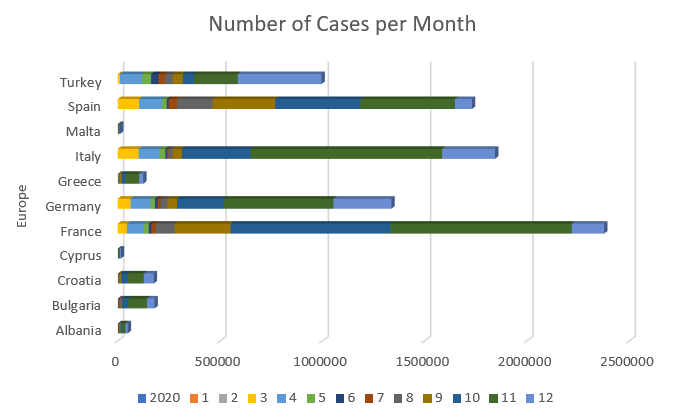 Number of Cases per Month
Europe
Turkey
Spain
Malta
Italy
Greece
Germany
France
Cyprus
Croatia
Bulgaria
Albania
0 500000 1000000 1500000 2000000 2500000
2020 1 2 3 4 5 6 7 8 9 10 11 12